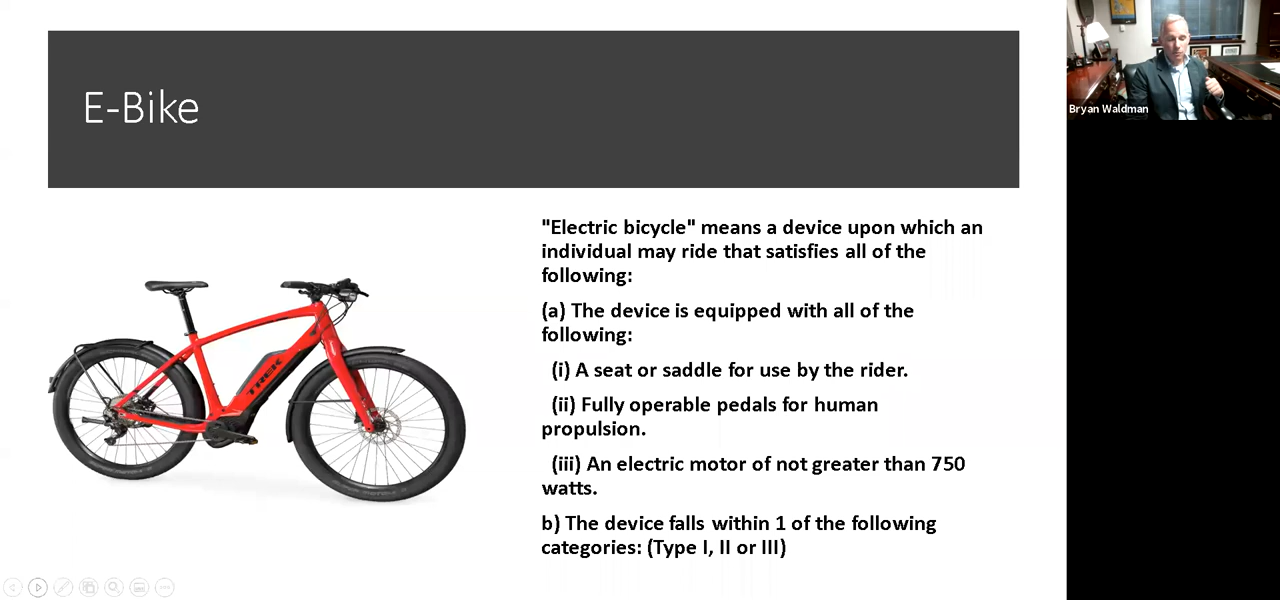 E-Bike
Bryan Waldman
TREK
"Electric bicycle" means a device upon which an
individual may ride that satisfies all of the
following:
(a) The device is equipped with all of the
following:
(i) A seat or saddle for use by the rider.
(ii) Fully operable pedals for human
propulsion.
(iii) An electric motor of not greater than 750
watts.
b) The device falls within 1 of the following
categories: (Type I, II or III)